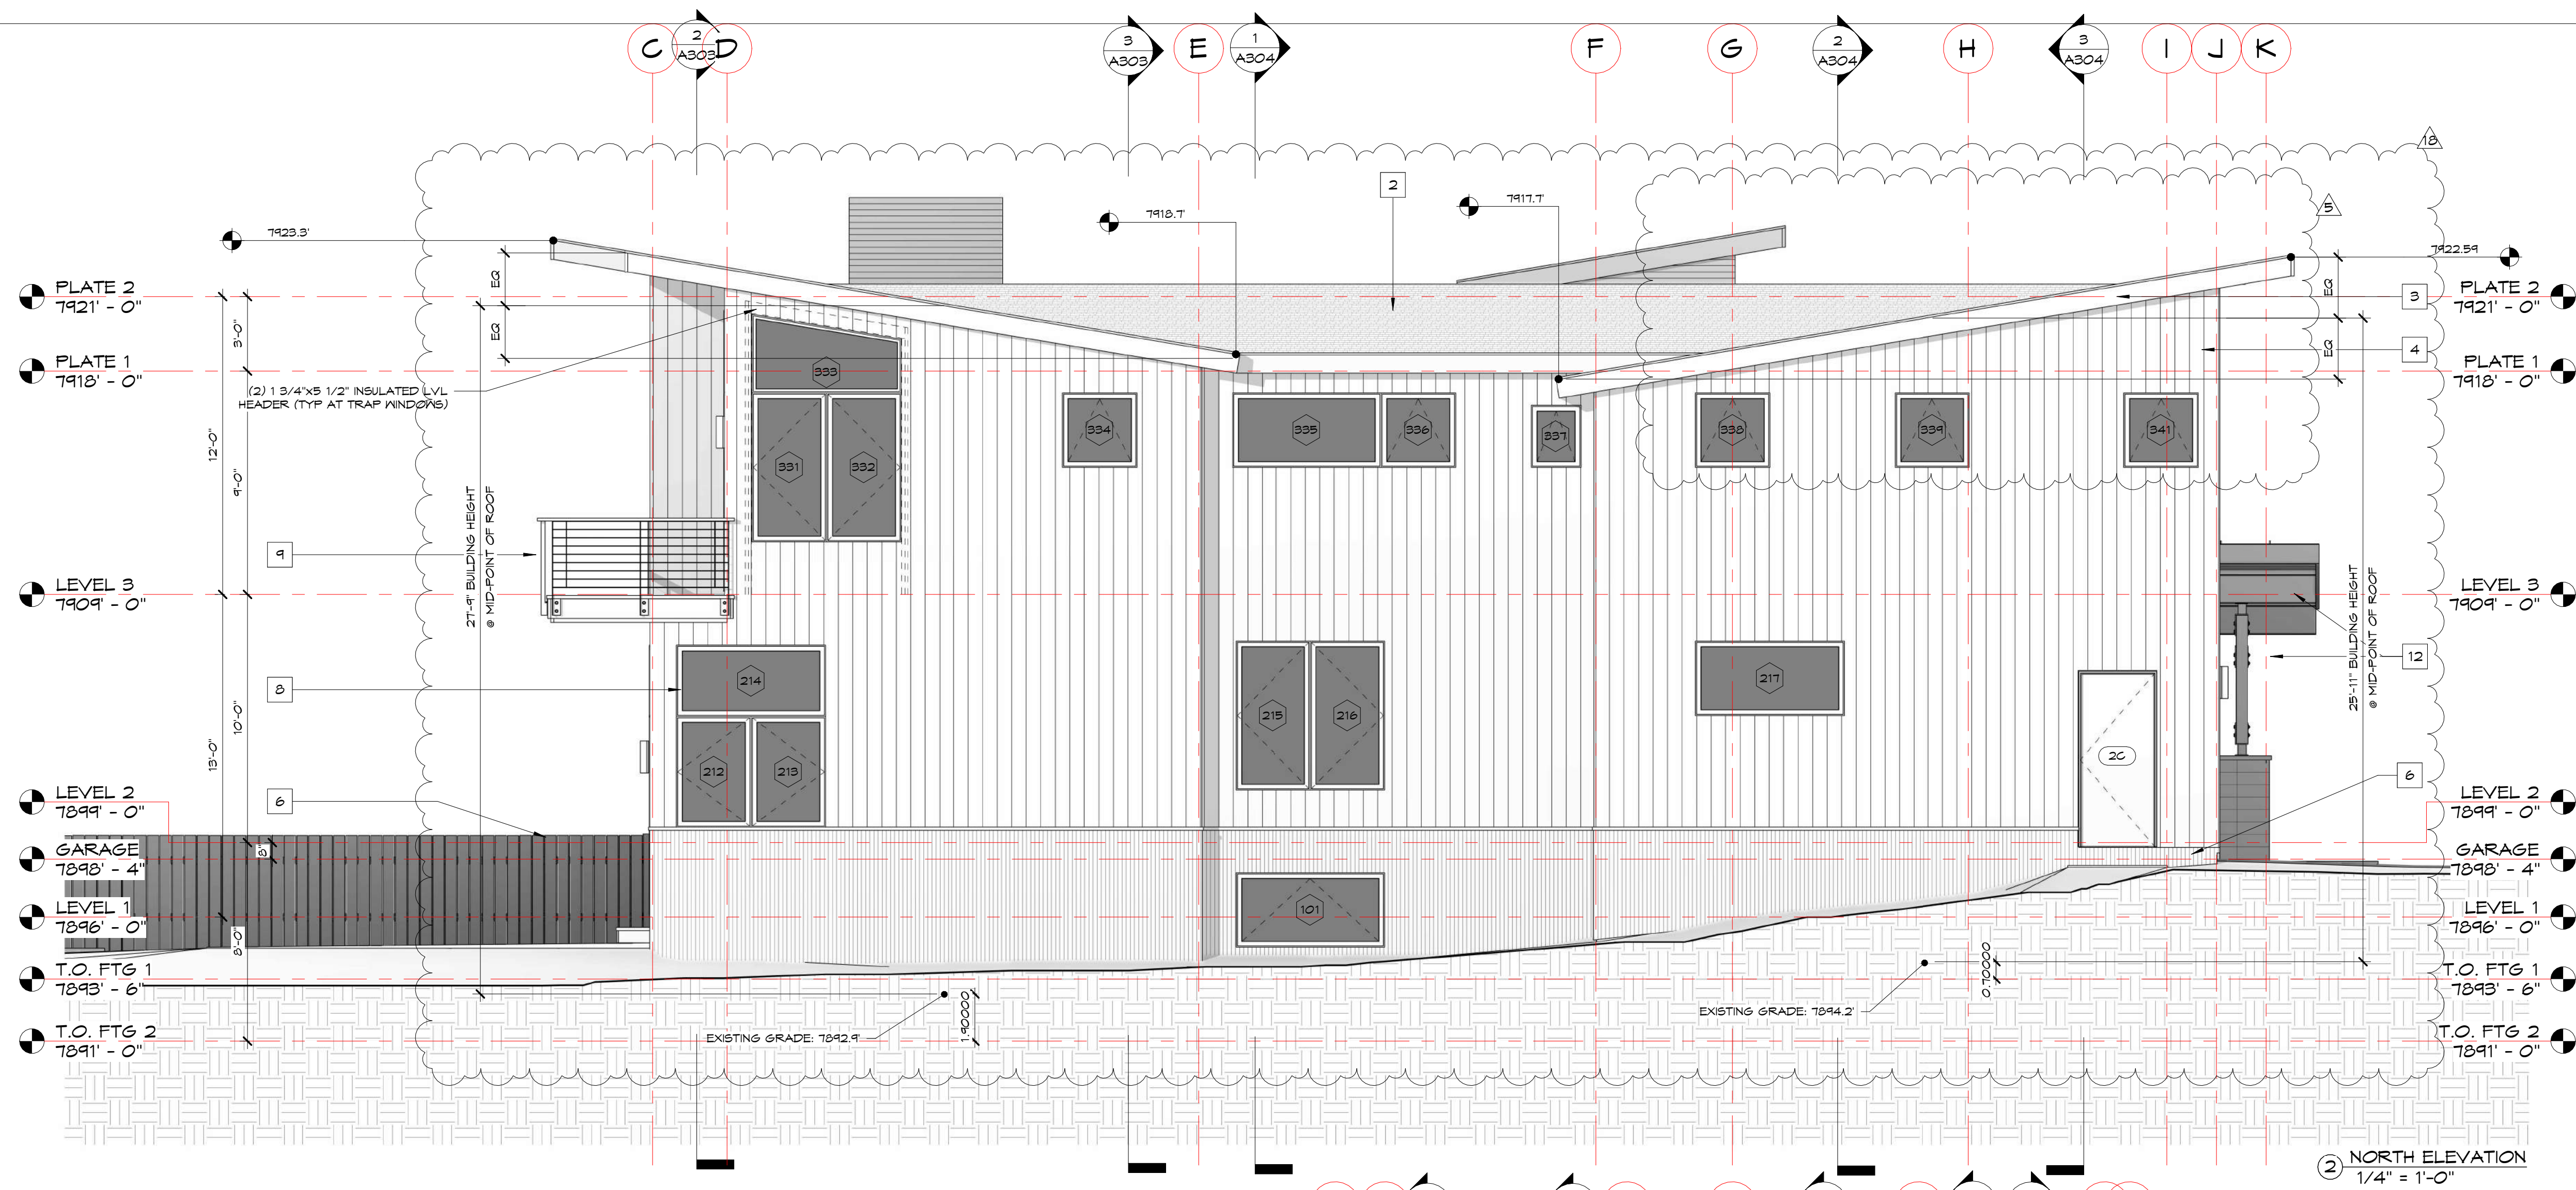 C
2
A303
D
3
A303
E
1
A304
F
G
2
A304
H
3
A304
I
J
K
18
2
5
7923.3'
7918.7'
7917.7'
7922.59
EQ
EQ
EQ
EQ
PLATE 2
7921' - 0"
PLATE 2
7921' - 0"
3
3'-0"
4
PLATE 1
7918' - 0"
PLATE 1
7918' - 0"
(2) 1 3/4"x5 1/2" INSULATED LVL
HEADER (TYP AT TRAP WINDOWS)
333
334
335
336
337
338
339
341
12'-0"
9'-0"
331
332
27'-9" BUILDING HEIGHT
@ MID-POINT OF ROOF
9
LEVEL 3
7909' - 0"
LEVEL 3
7909' - 0"
25'-11" BUILDING HEIGHT
@ MID-POINT OF ROOF
12
8
214
217
10'-0"
13'-0"
212
213
215
216
2C
6
6
LEVEL 2
7899' - 0"
LEVEL 2
7899' - 0"
8"
GARAGE
7898' - 4"
GARAGE
7898' - 4"
101
LEVEL 1
7896' - 0"
LEVEL 1
7896' - 0"
8'-0"
T.O. FTG 1
7893' - 6"
T.O. FTG 1
7893' - 6"
0.70000
1.90000
EXISTING GRADE: 7894.2'
EXISTING GRADE: 7892.9'
T.O. FTG 2
7891' - 0"
T.O. FTG 2
7891' - 0"
2
NORTH ELEVATION
1/4" = 1'-0"